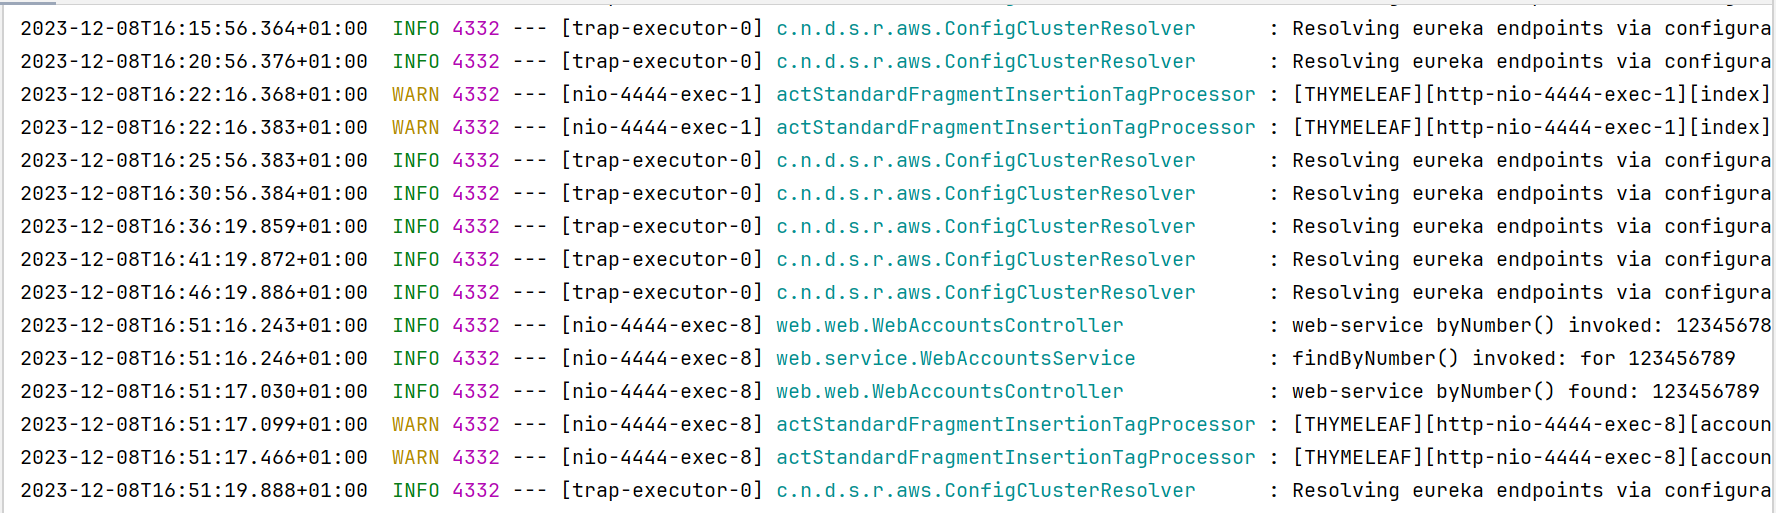 2023-12-08T16:15:56.364+01:00  INFO 4332 --- [trap-executor-0] c.n.d.s.r.aws.ConfigClusterResolver      : Resolving eureka endpoints via configura
2023-12-08T16:20:56.376+01:00  INFO 4332 --- [trap-executor-0] c.n.d.s.r.aws.ConfigClusterResolver      : Resolving eureka endpoints via configura
2023-12-08T16:22:16.368+01:00  WARN 4332 --- [nio-4444-exec-1] actStandardFragmentInsertionTagProcessor : [THYMELEAF][http-nio-4444-exec-1][index]
2023-12-08T16:22:16.383+01:00  WARN 4332 --- [nio-4444-exec-1] actStandardFragmentInsertionTagProcessor : [THYMELEAF][http-nio-4444-exec-1][index]
2023-12-08T16:25:56.383+01:00  INFO 4332 --- [trap-executor-0] c.n.d.s.r.aws.ConfigClusterResolver      : Resolving eureka endpoints via configura
2023-12-08T16:30:56.384+01:00  INFO 4332 --- [trap-executor-0] c.n.d.s.r.aws.ConfigClusterResolver      : Resolving eureka endpoints via configura
2023-12-08T16:36:19.859+01:00  INFO 4332 --- [trap-executor-0] c.n.d.s.r.aws.ConfigClusterResolver      : Resolving eureka endpoints via configura
2023-12-08T16:41:19.872+01:00  INFO 4332 --- [trap-executor-0] c.n.d.s.r.aws.ConfigClusterResolver      : Resolving eureka endpoints via configura
2023-12-08T16:46:19.886+01:00  INFO 4332 --- [trap-executor-0] c.n.d.s.r.aws.ConfigClusterResolver      : Resolving eureka endpoints via configura
2023-12-08T16:51:16.243+01:00  INFO 4332 --- [nio-4444-exec-8] web.web.WebAccountsController            : web-service byNumber() invoked: 12345678
2023-12-08T16:51:16.246+01:00  INFO 4332 --- [nio-4444-exec-8] web.service.WebAccountsService           : findByNumber() invoked: for 123456789
2023-12-08T16:51:17.030+01:00  INFO 4332 --- [nio-4444-exec-8] web.web.WebAccountsController            : web-service byNumber() found: 123456789
2023-12-08T16:51:17.099+01:00  WARN 4332 --- [nio-4444-exec-8] actStandardFragmentInsertionTagProcessor : [THYMELEAF][http-nio-4444-exec-8][accoun
2023-12-08T16:51:17.466+01:00  WARN 4332 --- [nio-4444-exec-8] actStandardFragmentInsertionTagProcessor : [THYMELEAF][http-nio-4444-exec-8][accoun
2023-12-08T16:51:19.888+01:00  INFO 4332 --- [trap-executor-0] c.n.d.s.r.aws.ConfigClusterResolver      : Resolving eureka endpoints via configura